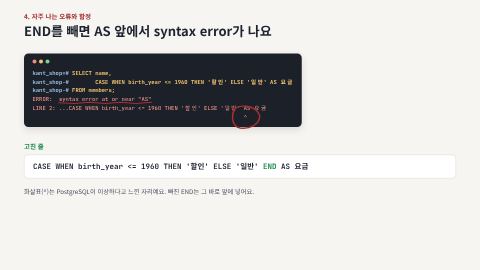 4. 자주 나는 오류와 함정
END를 빼면 AS 앞에서 syntax error가 나요
kant_shop=# SELECT name,
kant_shop-#        CASE WHEN birth_year <= 1960 THEN '할인' ELSE '일반' AS 요금
kant_shop-# FROM members;
ERROR:  syntax error at or near "AS"
LINE 2: ...CASE WHEN birth_year <= 1960 THEN '할인' ELSE '일반' AS 요금
^
고친 줄
CASE WHEN birth_year <= 1960 THEN '할인' ELSE '일반' END AS 요금
화살표(^)는 PostgreSQL이 이상하다고 느낀 자리예요. 빠진 END는 그 바로 앞에 넣어요.